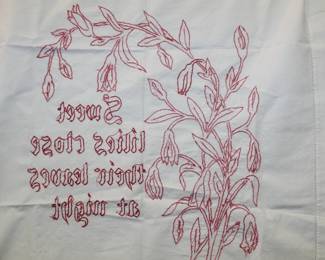 Sweet
lilies close
their leaves
at night